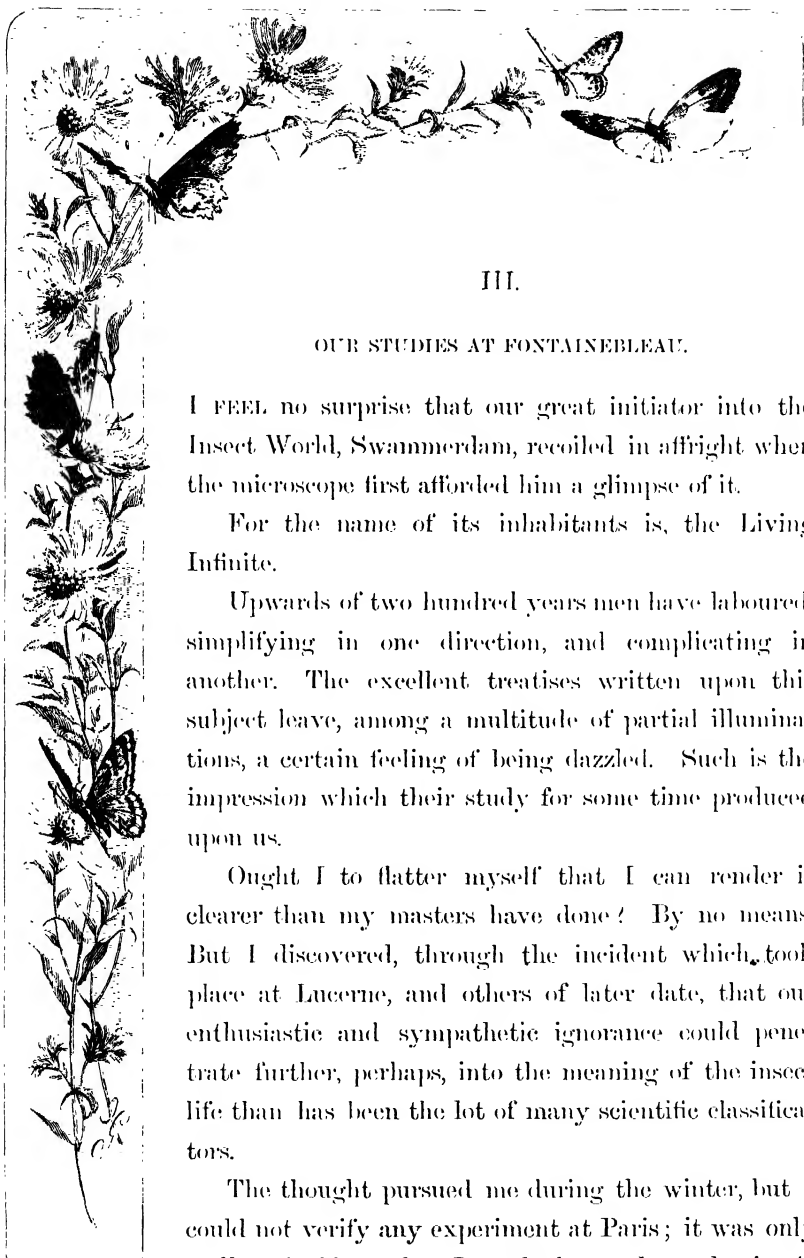 III.
OUR STUDIES AT FONTAINEBLEAU.
I FEEL no surprise that our great initiator into the
Insect World, Swammerdam, recoiled in affright when
the microscope first afforded him a glimpse of it.
For the name of its inhabitants is, the Living
Infinite.
Upwards of two hundred years men have laboured
simplifying in one direction, and complicating in
another. The excellent treatises written upon thi
subject leave, among a multitude of partial illumina
tions, a certain feeling of being dazzled. Such is the
impression which their study for some time produced
upon us.
Ought I to flatter myself that I can render i
clearer than my masters have done? By no means
But I discovered, through the incident which took
place at Lucerne, and others of later date, that ou
enthusiastic and sympathetic ignorance could pene
trate further, perhaps, into the meaning of the insec
life than has been the lot of many scientific classifica
tors.
The thought pursued me during the winter, but
could not verify any experiment at Paris; it was only